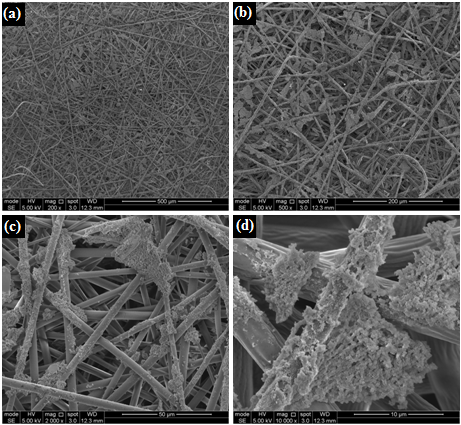 (a)
mode HV mag □ spot WD
SE 5.00 kV 200 x 3.0 12.3 mm
500 µm
(b)
mode HV mag □ spot WD
SE 5.00 kV 500 x 3.0 12.3 mm
200 µm
(c)
mode HV mag □ spot WD
SE 5.00 kV 2 000 x 3.0 12.3 mm
50 µm
(d)
mode HV mag □ spot WD
SE 5.00 kV 10 000 x 3.0 12.3 mm
10 µm